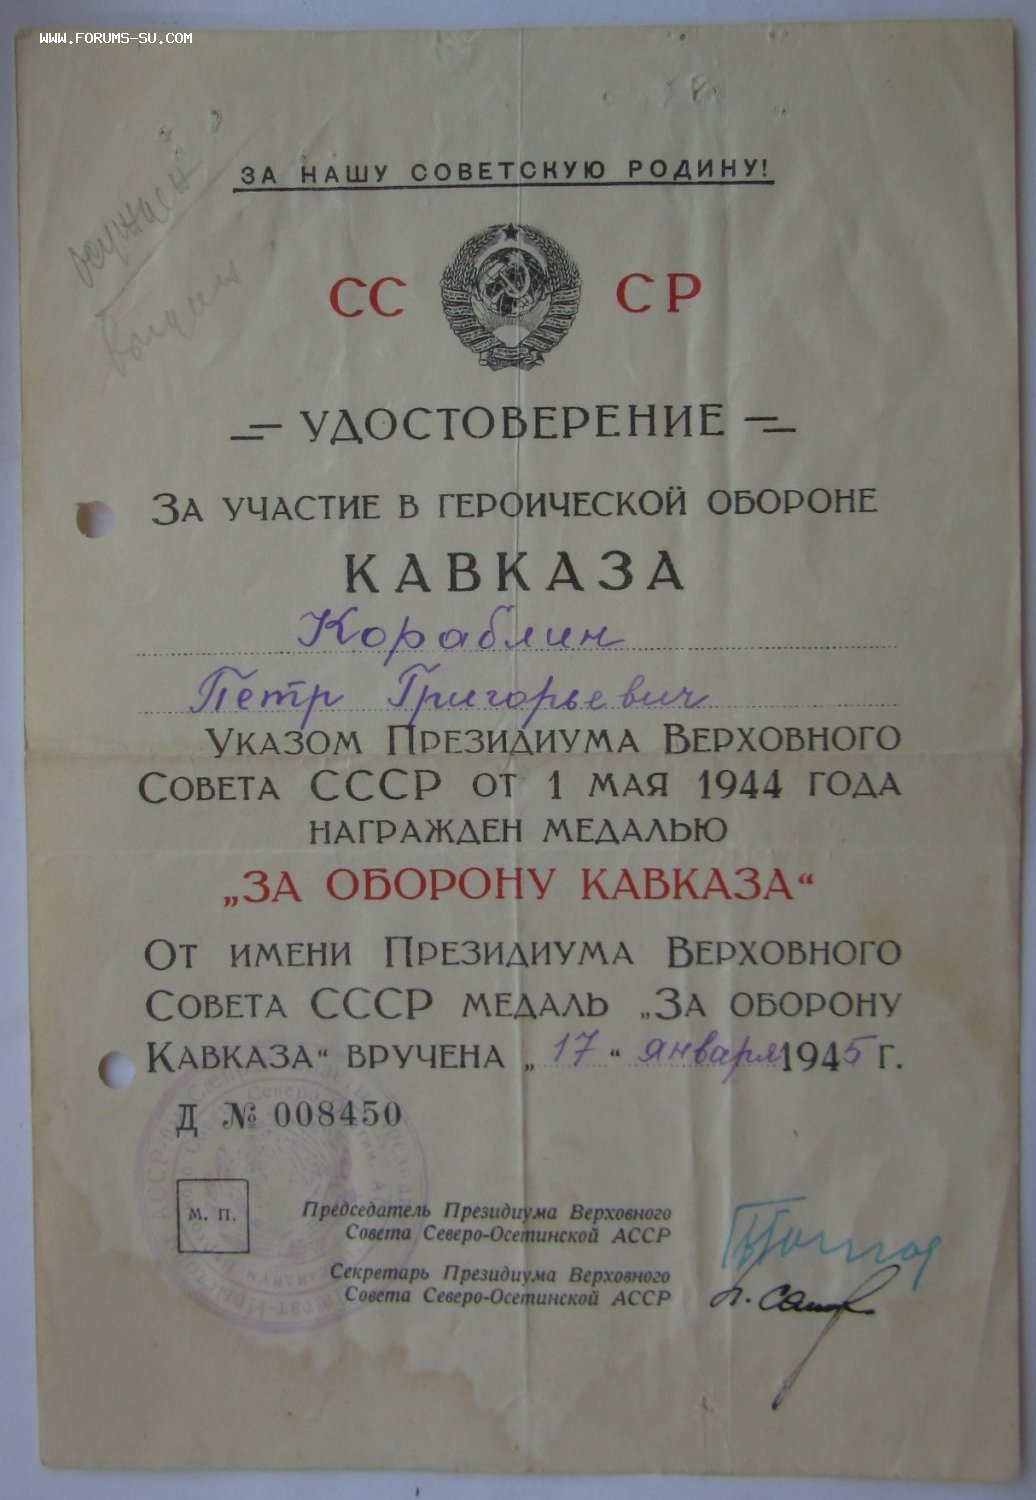 WWW.FORUMS-SU.COM
ЗА НАШУ СОВЕТСКУЮ РОДИНУ!
СС СР
УДОСТОВЕРЕНИЕ
ЗА УЧАСТИЕ В ГЕРОИЧЕСКОЙ ОБОРОНЕ
КАВКАЗА
Кораблин
Петр Григорьевич
УКАЗОМ ПРЕЗИДИУМА ВЕРХОВНОГО
СОВЕТА СССР ОТ 1 МАЯ 1944 ГОДА
НАГРАЖДЕН МЕДАЛЬЮ
„ЗА ОБОРОНУ КАВКАЗА“
ОТ ИМЕНИ ПРЕЗИДИУМА ВЕРХОВНОГО
СОВЕТА СССР МЕДАЛЬ „ЗА ОБОРОНУ
КАВКАЗА“ ВРУЧЕНА „17“ января 1945 Г.
Д № 008450
М. П.
Председатель Президиума Верховного
Совета Северо-Осетинской АССР
Секретарь Президиума Верховного
Совета Северо-Осетинской АССР